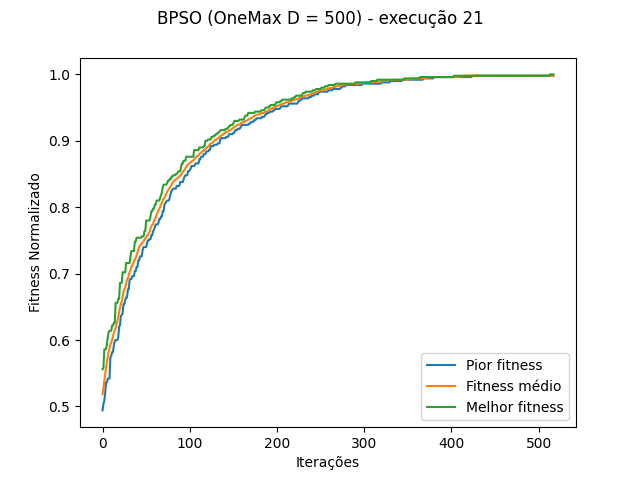 BPSO (OneMax D = 500) - execução 21
1.0
0.9
0.8
0.7
0.6
0.5
Fitness Normalizado
Pior fitness
Fitness médio
Melhor fitness
0 100 200 300 400 500
Iterações